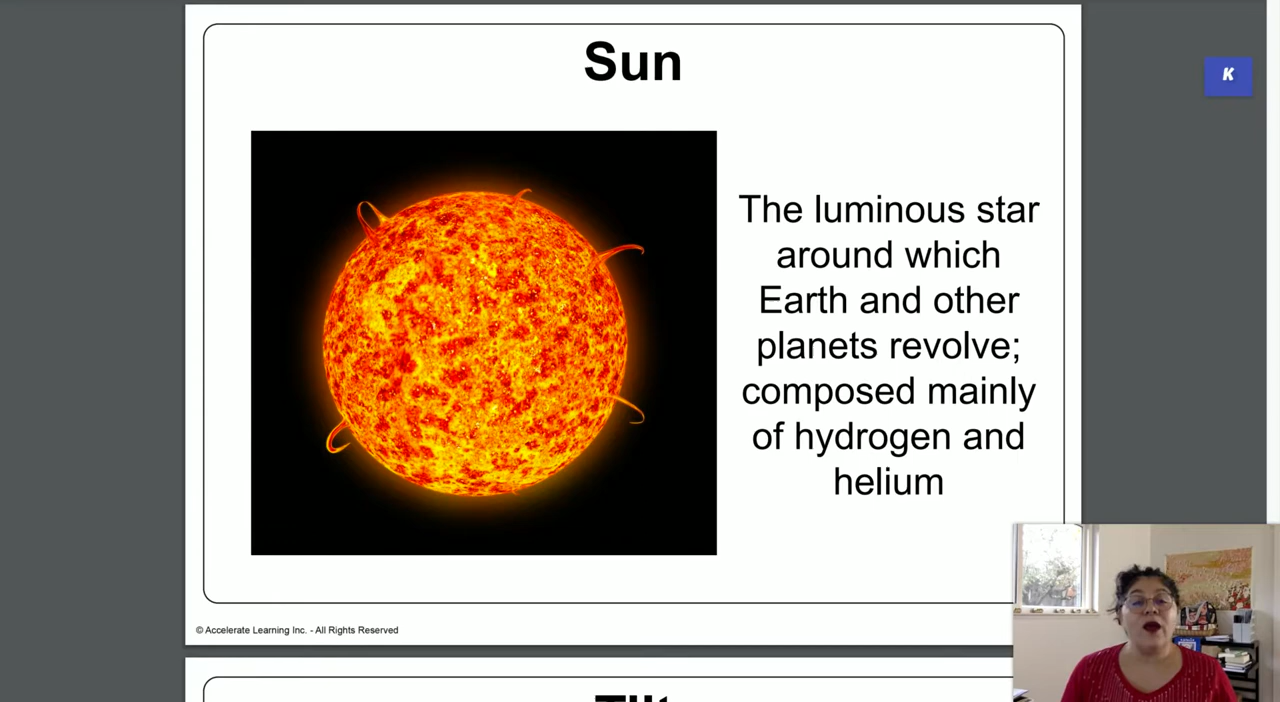 Sun
K
The luminous star
around which
Earth and other
planets revolve;
composed mainly
of hydrogen and
helium
© Accelerate Learning Inc. - All Rights Reserved
Tilt